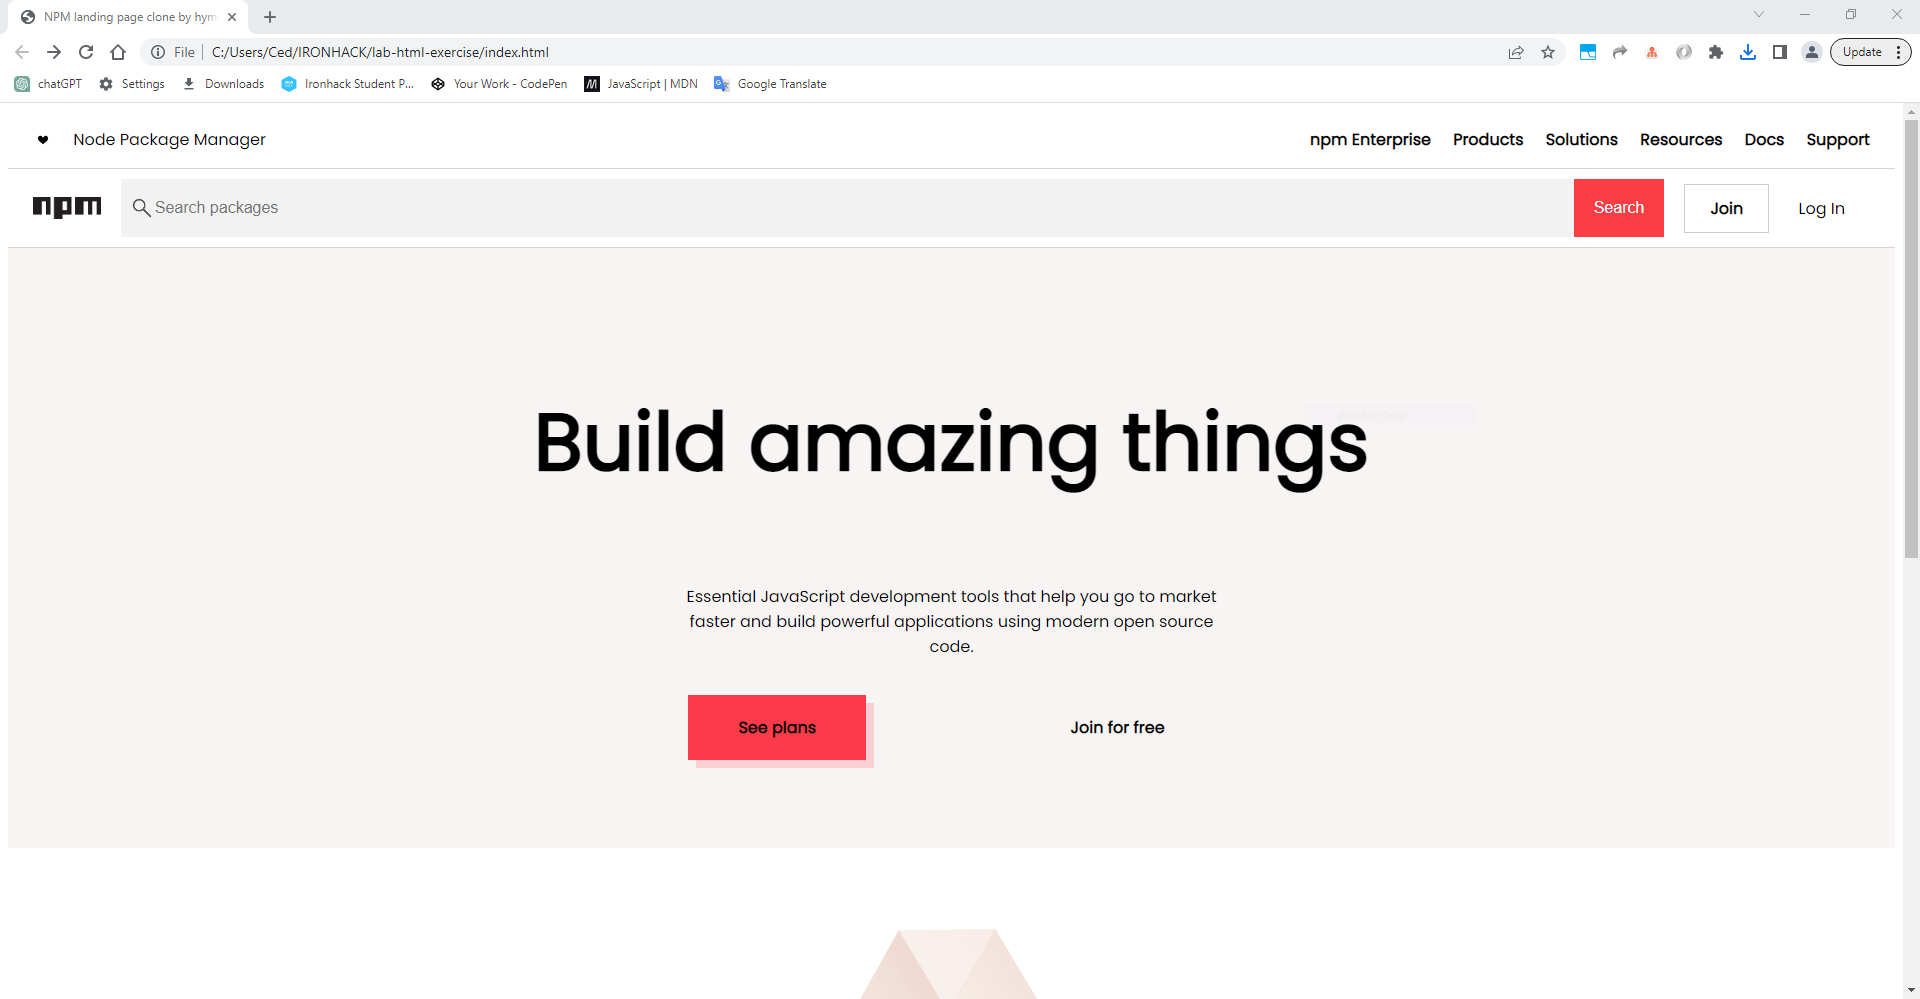 NPM landing page clone by hym
File C:/Users/Ced/IRONHACK/lab-html-exercise/index.html Update
chatGPT Settings Downloads Ironhack Student P... Your Work - CodePen JavaScript | MDN Google Translate
Node Package Manager npm Enterprise Products Solutions Resources Docs Support
npm Search packages Search Join Log In
Build amazing things
Essential JavaScript development tools that help you go to market
faster and build powerful applications using modern open source
code.
See plans Join for free